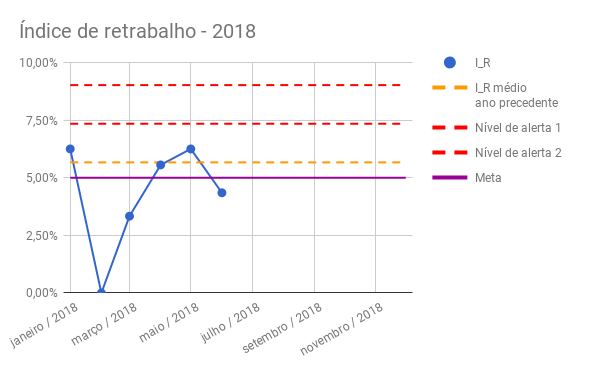 Índice de retrabalho - 2018
10,00%
7,50%
5,00%
2,50%
0,00%
janeiro / 2018
março / 2018
maio / 2018
julho / 2018
setembro / 2018
novembro / 2018
I_R
I_R médio
ano precedente
Nível de alerta 1
Nível de alerta 2
Meta